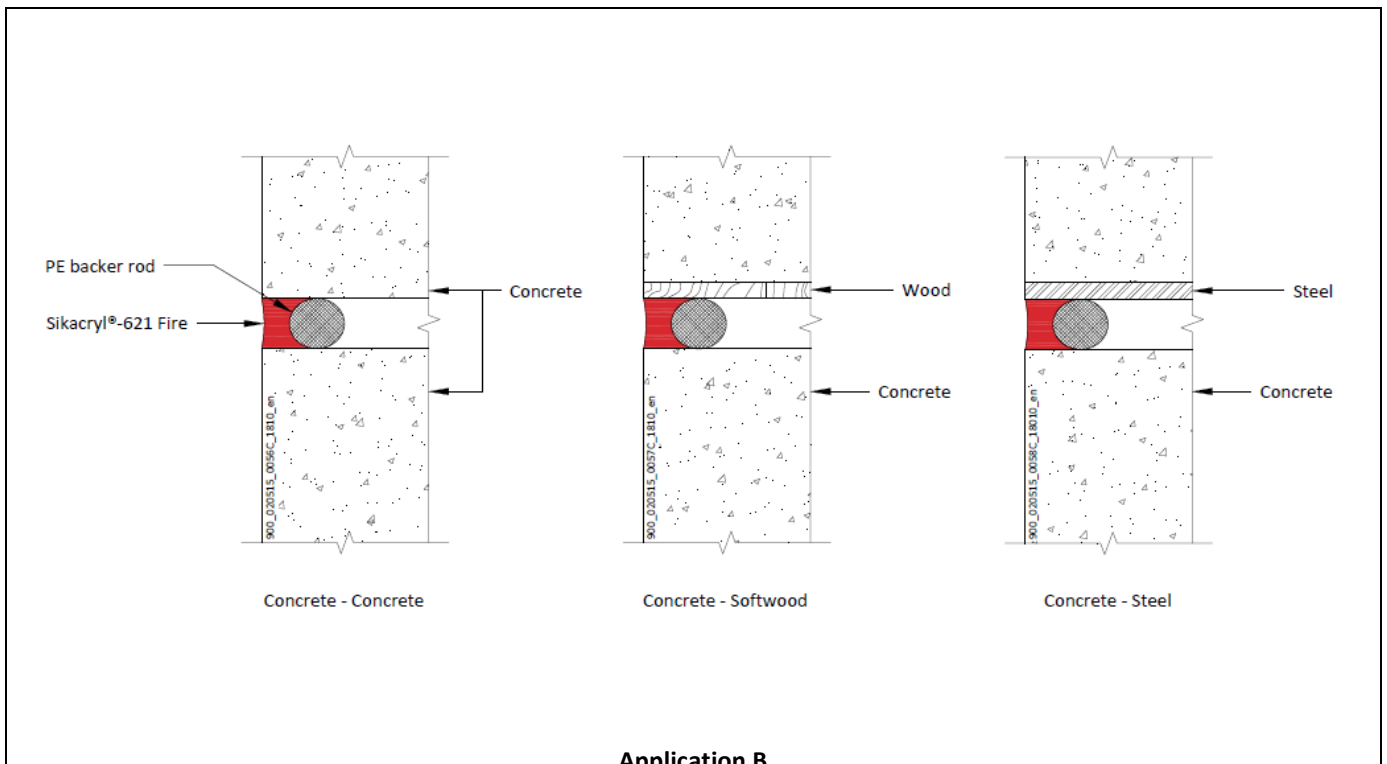 PE backer rod
Sikacryl®-621 Fire
Concrete
900_020515_0056C_1810_en
Concrete - Concrete
Wood
Concrete
900_020515_0057C_1810_en
Concrete - Softwood
Steel
Concrete
900_020515_0058C_18010_en
Concrete - Steel
Application B